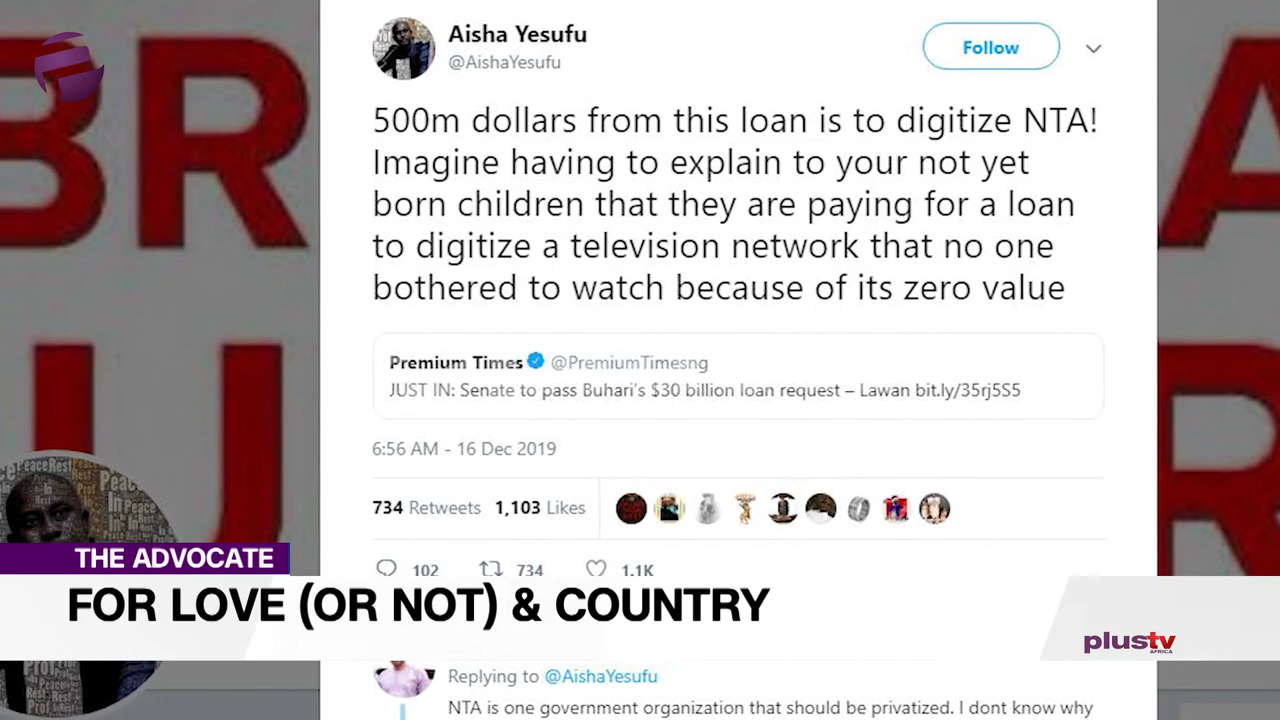 Aisha Yesufu
@AishaYesufu
Follow
500m dollars from this loan is to digitize NTA!
Imagine having to explain to your not yet
born children that they are paying for a loan
to digitize a television network that no one
bothered to watch because of its zero value
Premium Times @PremiumTimesng
JUST IN: Senate to pass Buhari's $30 billion loan request – Lawan bit.ly/35rj5S5
6:56 AM - 16 Dec 2019
734 Retweets 1,103 Likes
102 734 1.1K
THE ADVOCATE
FOR LOVE (OR NOT) & COUNTRY
plustv
AFRICA
Replying to @AishaYesufu
NTA is one government organization that should be privatized. I dont know why